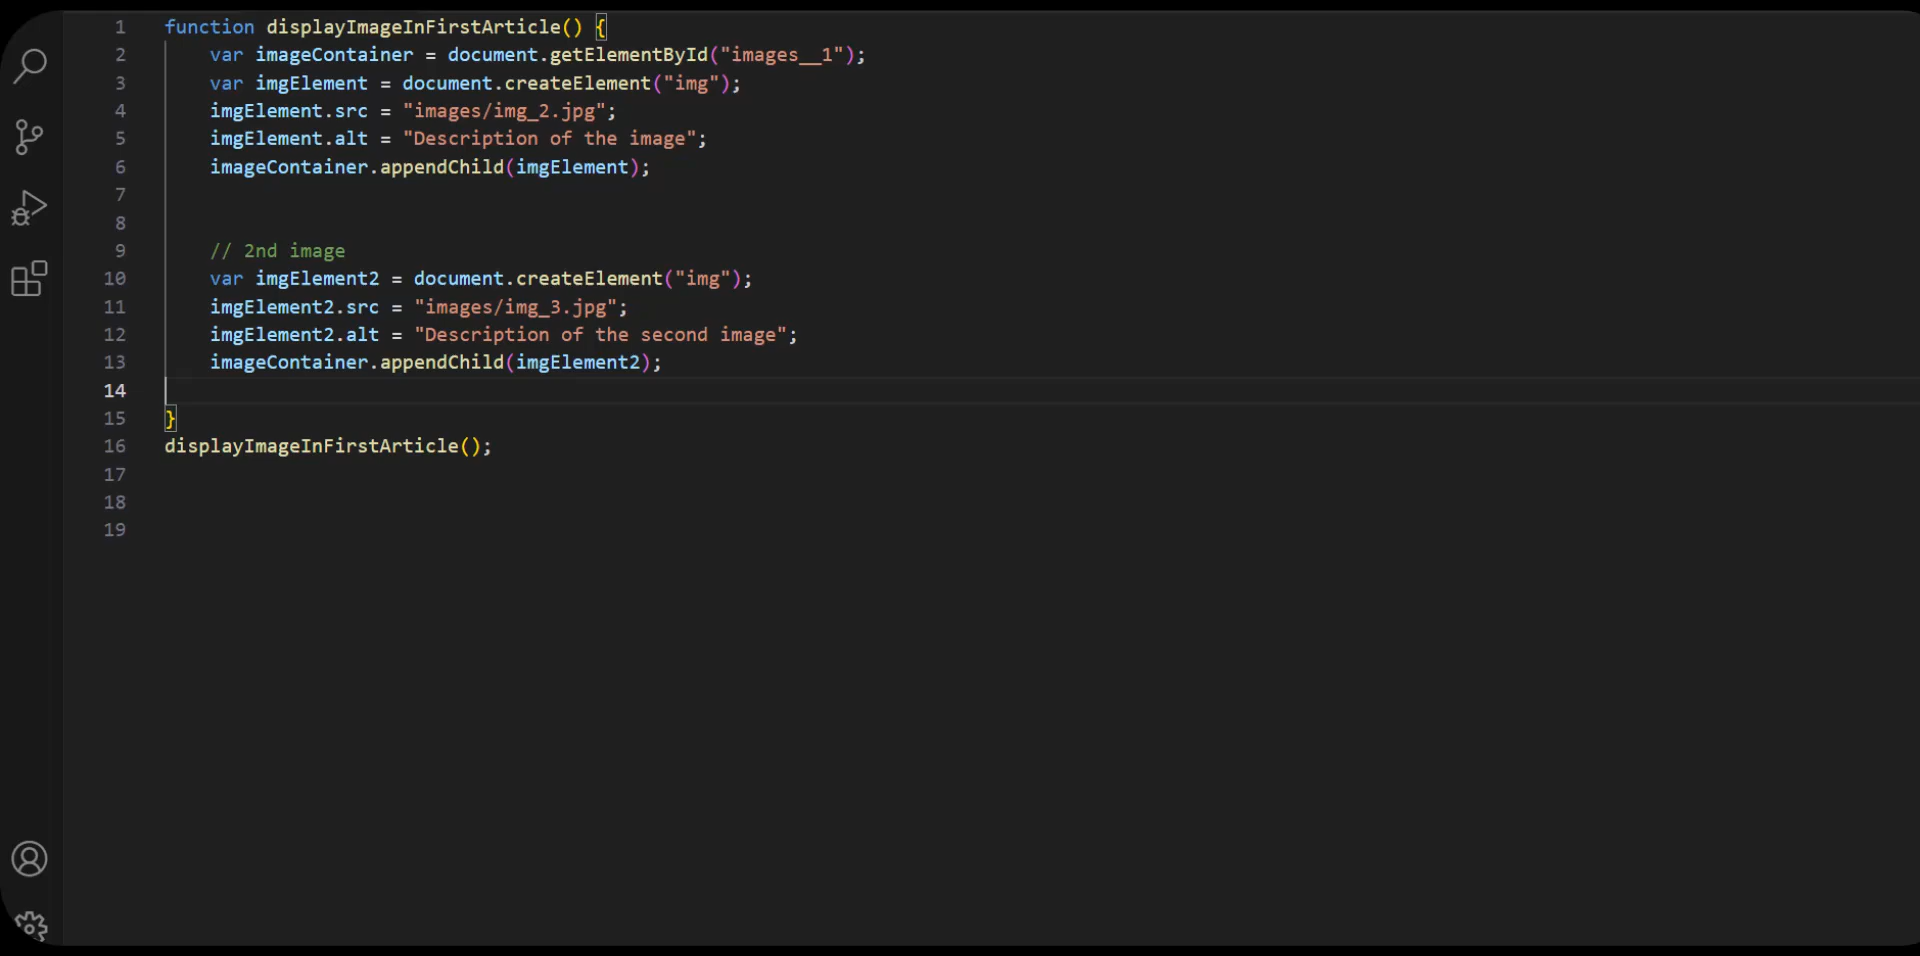 1 function displayImageInFirstArticle() {
2     var imageContainer = document.getElementById("images__1");
3     var imgElement = document.createElement("img");
4     imgElement.src = "images/img_2.jpg";
5     imgElement.alt = "Description of the image";
6     imageContainer.appendChild(imgElement);
7
8
9     // 2nd image
10     var imgElement2 = document.createElement("img");
11     imgElement2.src = "images/img_3.jpg";
12     imgElement2.alt = "Description of the second image";
13     imageContainer.appendChild(imgElement2);
14
15 }
16 displayImageInFirstArticle();
17
18
19